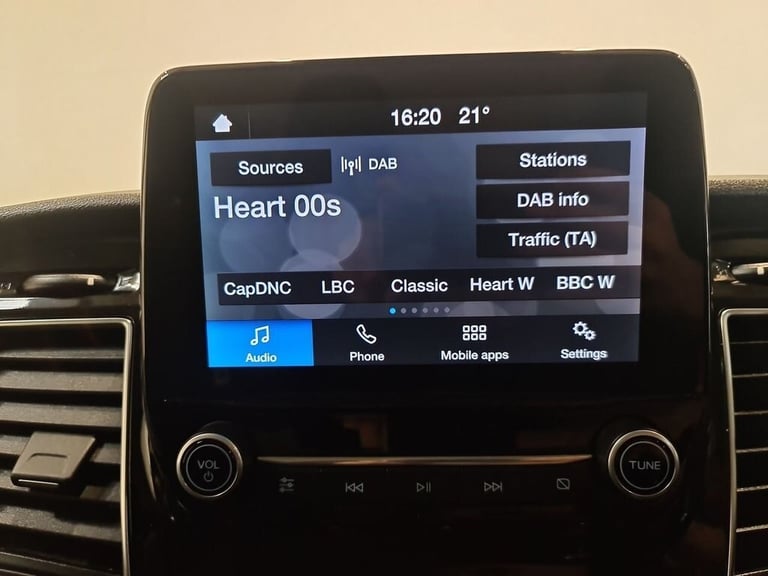 16:20 21°
Sources DAB Stations
Heart 00s
DAB info
Traffic (TA)
CapDNC LBC Classic Heart W BBC W
Audio Phone Mobile apps Settings
VOL TUNE